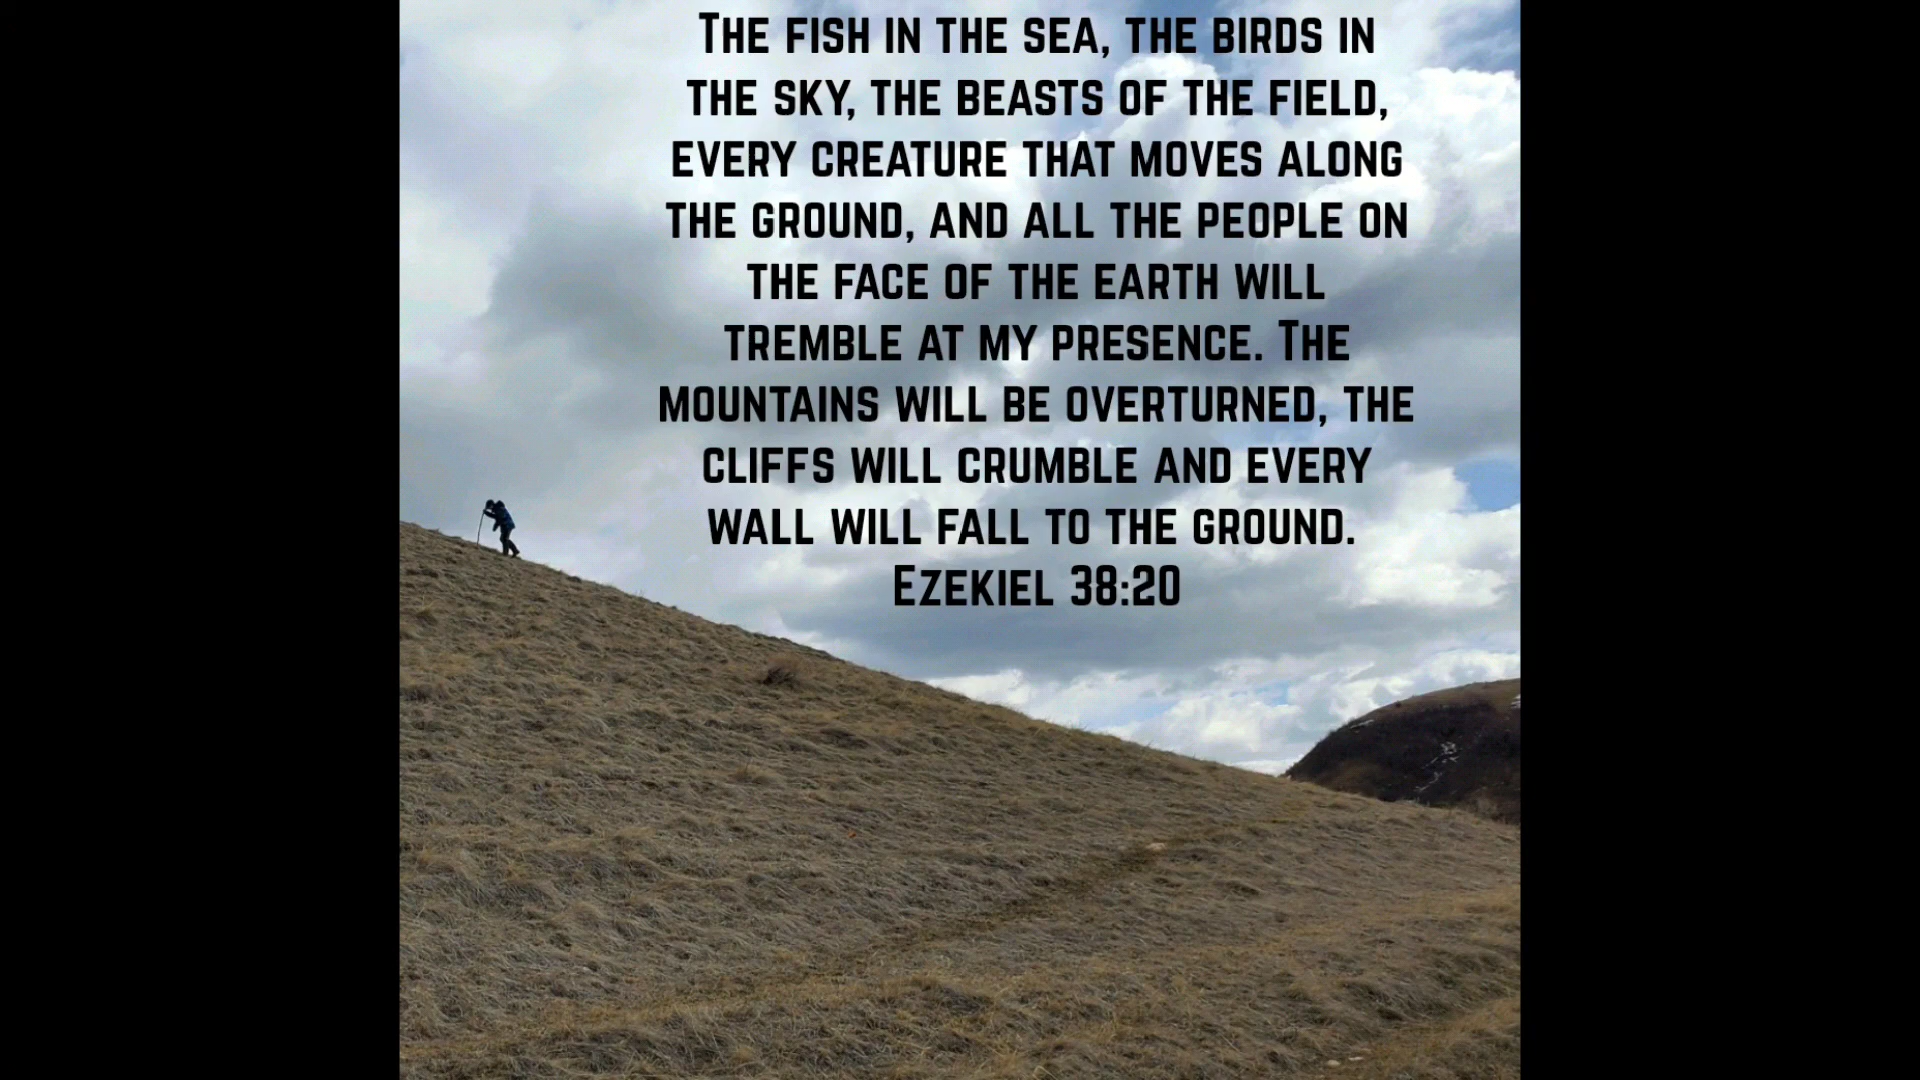 The fish in the sea, the birds in
the sky, the beasts of the field,
every creature that moves along
the ground, and all the people on
the face of the earth will
tremble at my presence. The
mountains will be overturned, the
cliffs will crumble and every
wall will fall to the ground.
Ezekiel 38:20